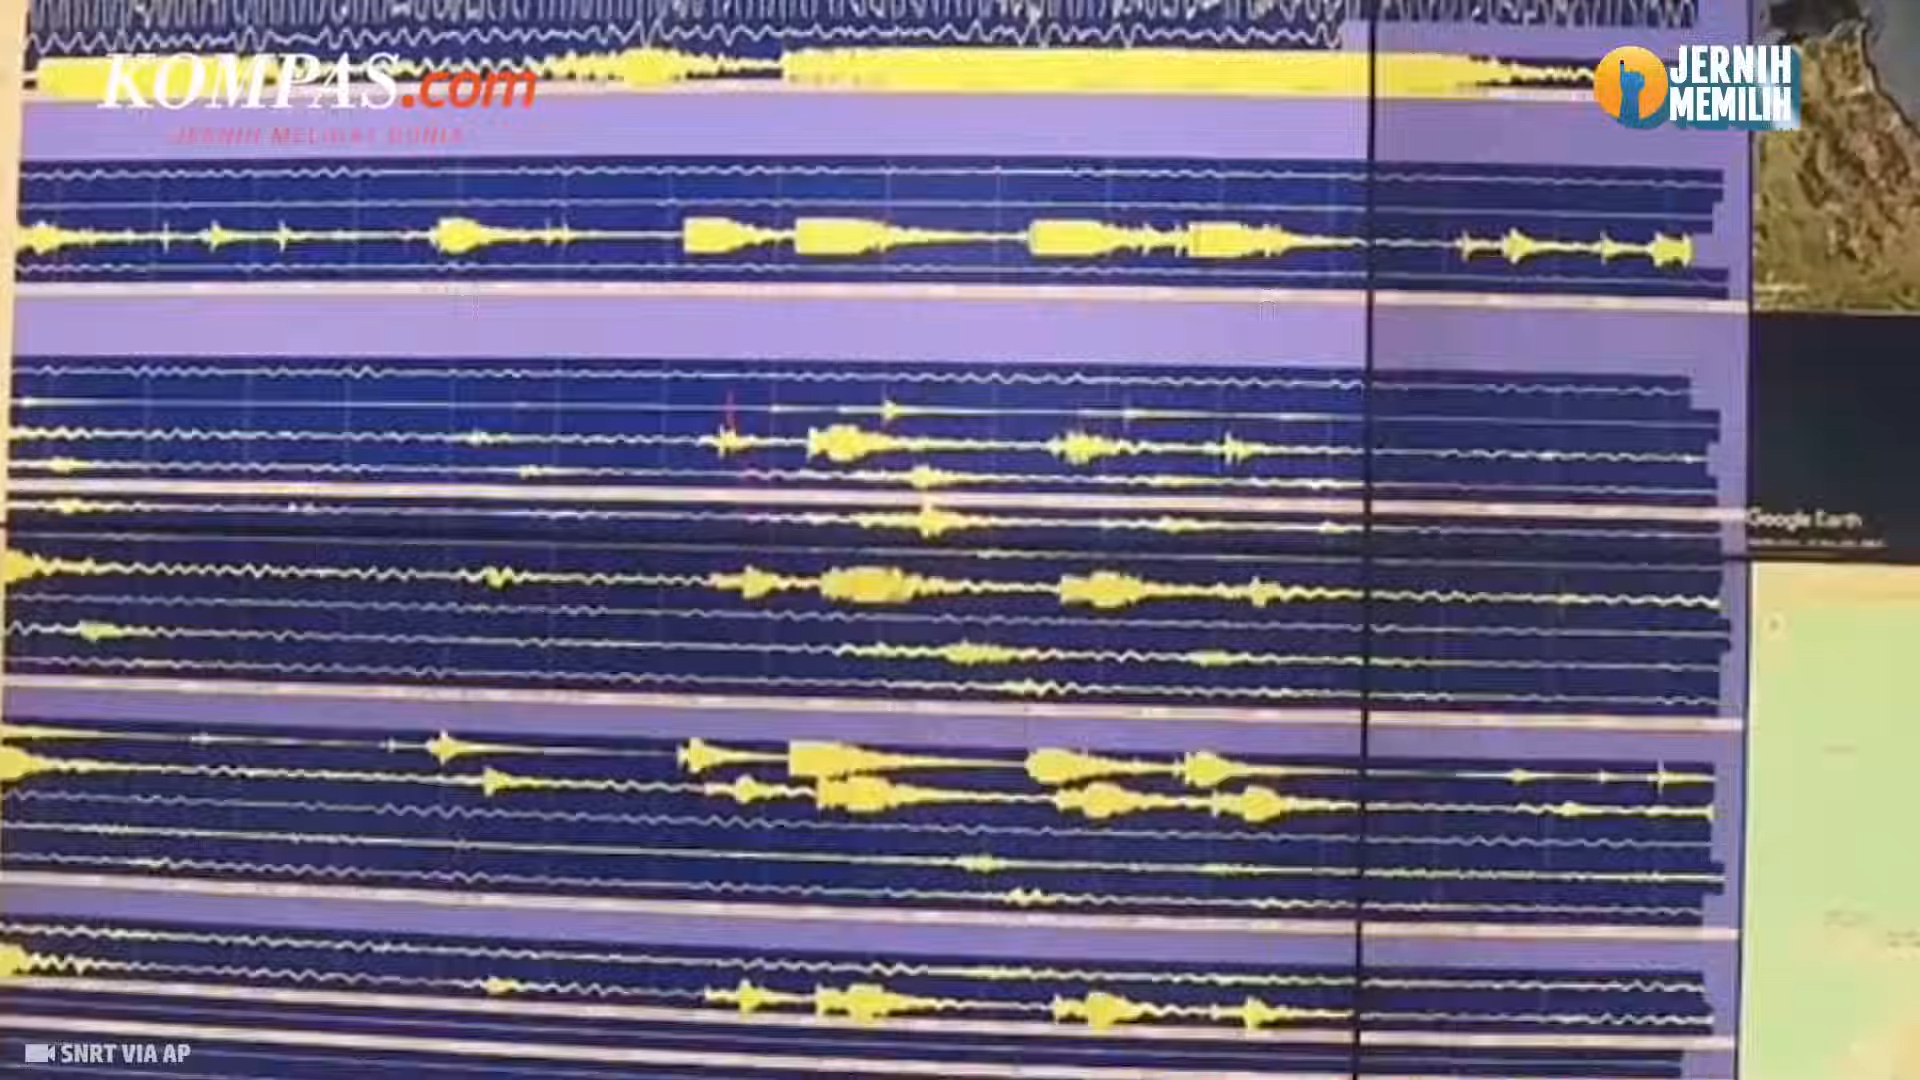 KOMPAS.com
JERNIH MELIHAT DUNIA
JERNIH
MEMILIH
Google Earth
SNRT VIA AP